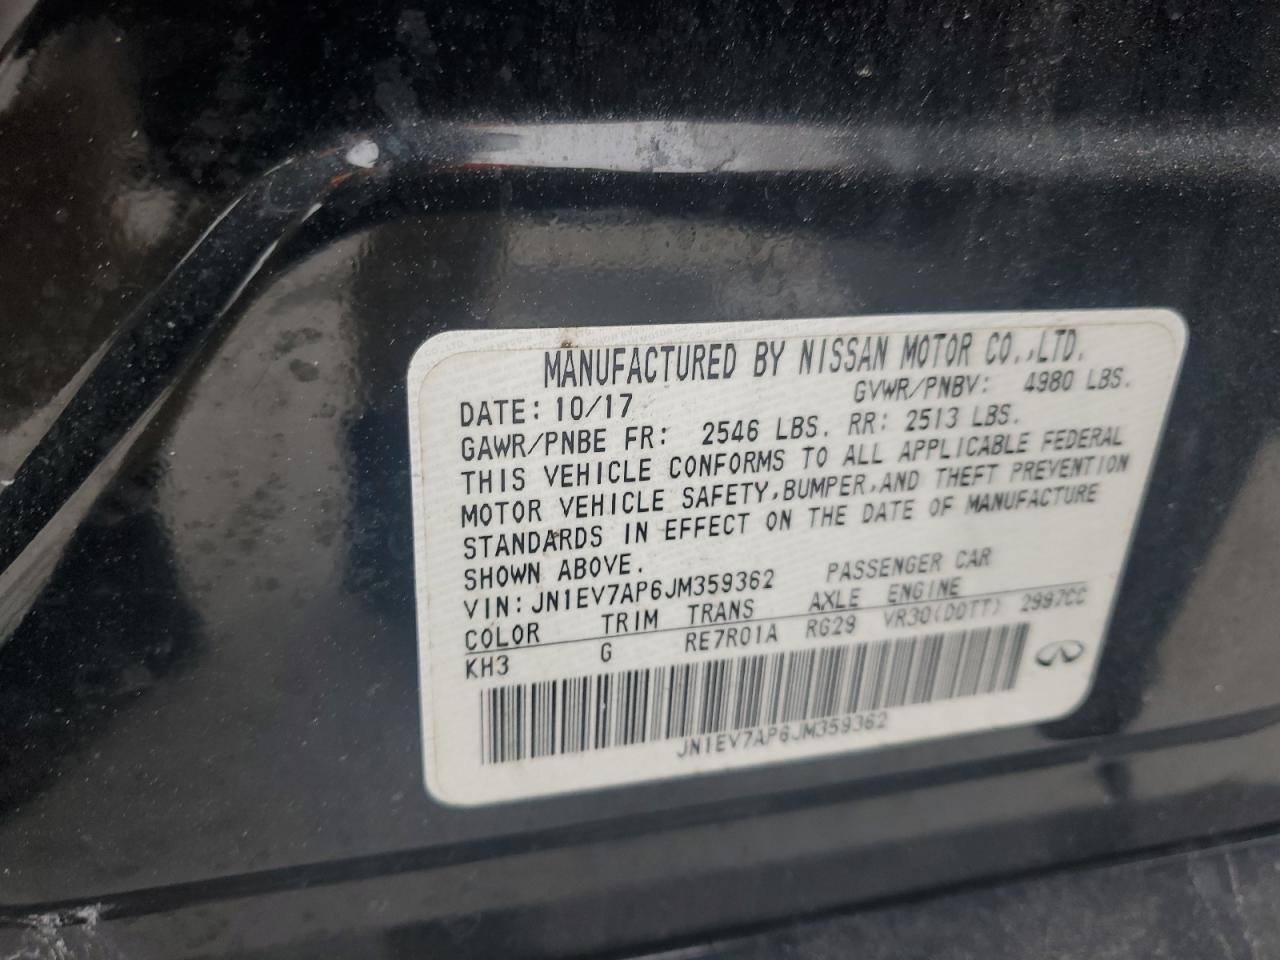 MANUFACTURED BY NISSAN MOTOR CO.,LTD.
DATE: 10/17 GVWR/PNBV: 4980 LBS.
GAWR/PNBE FR: 2546 LBS. RR: 2513 LBS.
THIS VEHICLE CONFORMS TO ALL APPLICABLE FEDERAL
MOTOR VEHICLE SAFETY,BUMPER,AND THEFT PREVENTION
STANDARDS IN EFFECT ON THE DATE OF MANUFACTURE
SHOWN ABOVE.
VIN: JN1EV7AP6JM359362 PASSENGER CAR
COLOR TRIM TRANS AXLE ENGINE
KH3 G RE7R01A RG29 VR30(DDTT) 2997CC
JN1EV7AP6JM359362